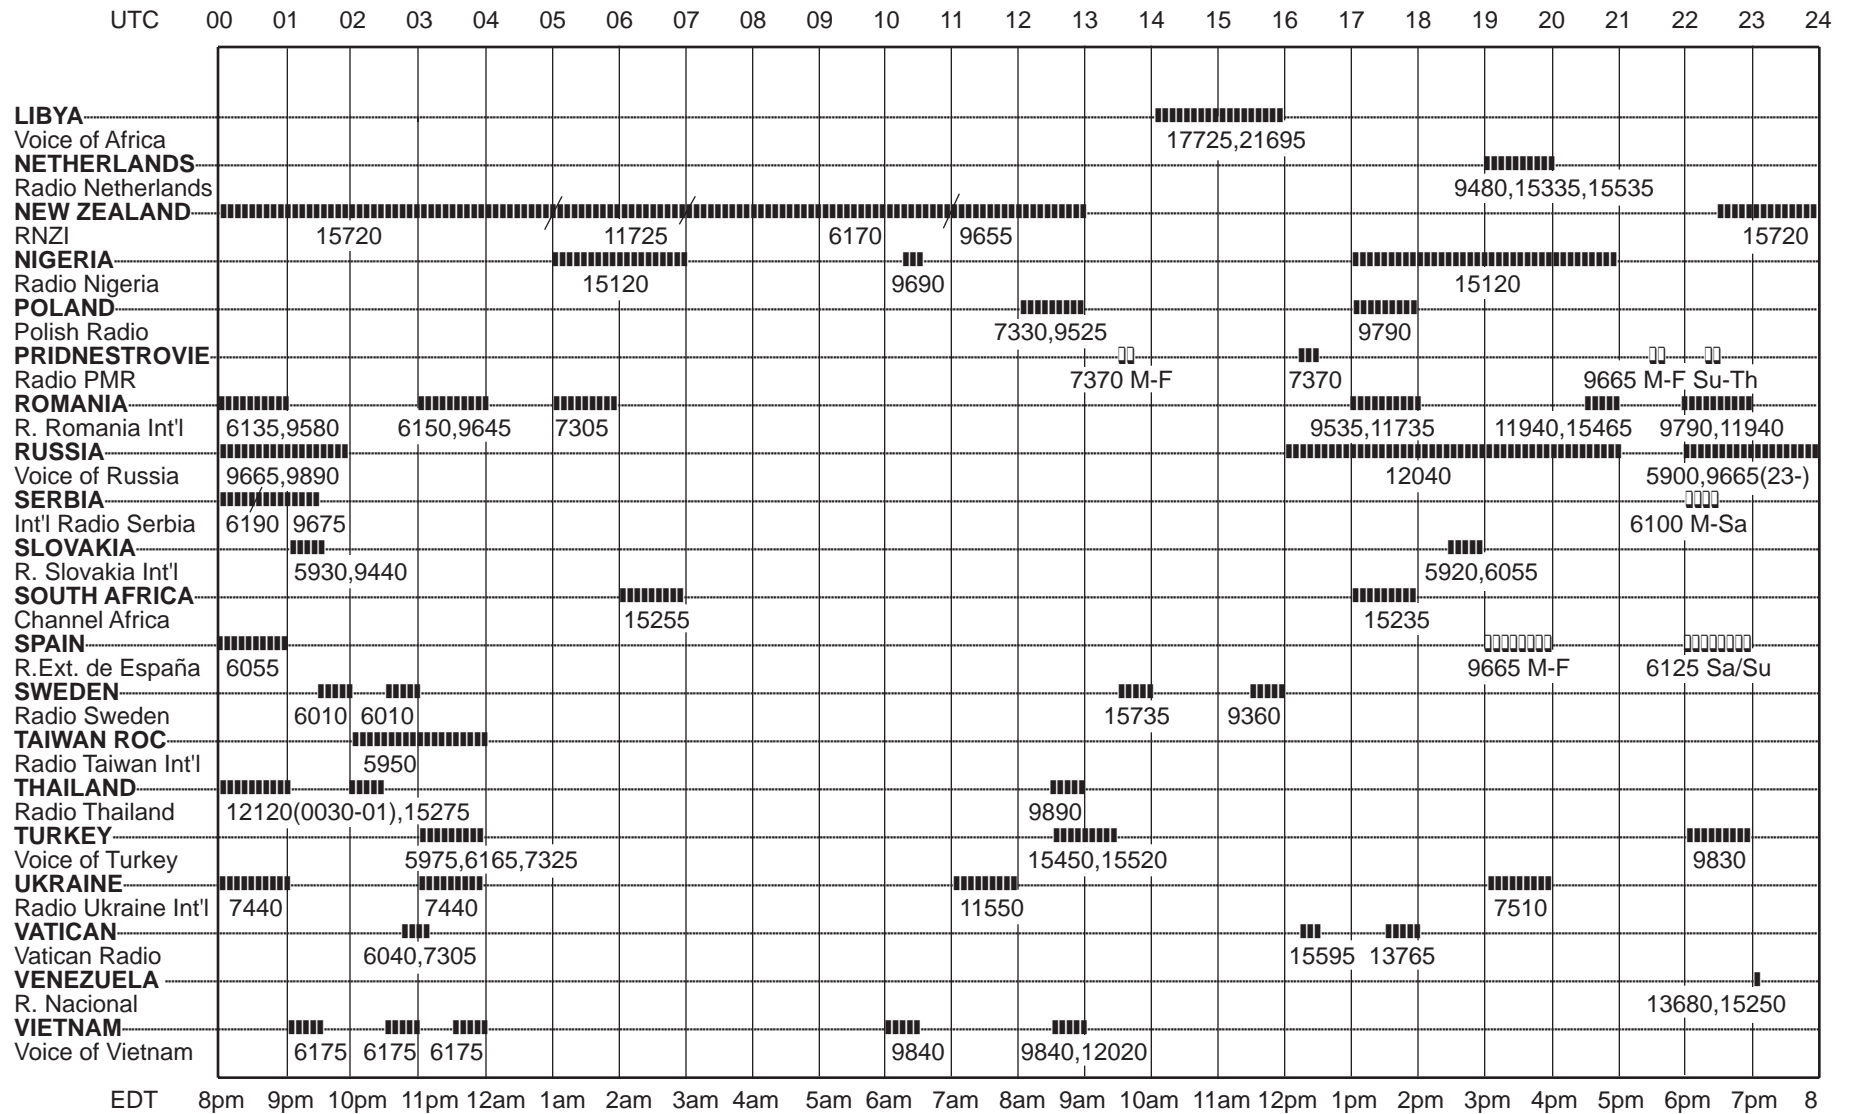 UTC 00 01 02 03 04 05 06 07 08 09 10 11 12 13 14 15 16 17 18 19 20 00 22 23 24
LIBYA
Voice of Africa 17725,21695
NETHERLANDS
Radio Netherlands 9480,15335,15535
NEW ZEALAND
RNZI 15720 11725 6170 9655 15720
NIGERIA
Radio Nigeria 15120 9690 15120
POLAND
Polish Radio 7330,9525 9790
PRIDNESTROVIE
Radio PMR 7370 M-F 7370 9665 M-F Su-Th
ROMANIA
R. Romania Int'l 6135,9580 6150,9645 7305 9535,11735 11940,15465 9790,11940
RUSSIA
Voice of Russia 9665,9890 12040 5900,9665(23-)
SERBIA
Int'l Radio Serbia 6190 9675 6100 M-Sa
SLOVAKIA
R. Slovakia Int'l 5930,9440 5920,6055
SOUTH AFRICA
Channel Africa 15255 15235
SPAIN
R.Ext. de España 6055 9665 M-F 6125 Sa/Su
SWEDEN
Radio Sweden 6010 6010 15735 9360
TAIWAN ROC
Radio Taiwan Int'l 5950
THAILAND
Radio Thailand 12120(0030-01),15275 9890
TURKEY
Voice of Turkey 5975,6165,7325 15450,15520 9830
UKRAINE
Radio Ukraine Int'l 7440 7440 11550 7510
VATICAN
Vatican Radio 6040,7305 15595 13765
VENEZUELA
R. Nacional 13680,15250
VIETNAM
Voice of Vietnam 6175 6175 6175 9840 9840,12020
EDT 8pm 9pm 10pm 11pm 12am 1am 2am 3am 4am 5am 6am 7am 8am 9am 10am 11am 12pm 1pm 2pm 3pm 4pm 5pm 6pm 7pm 8